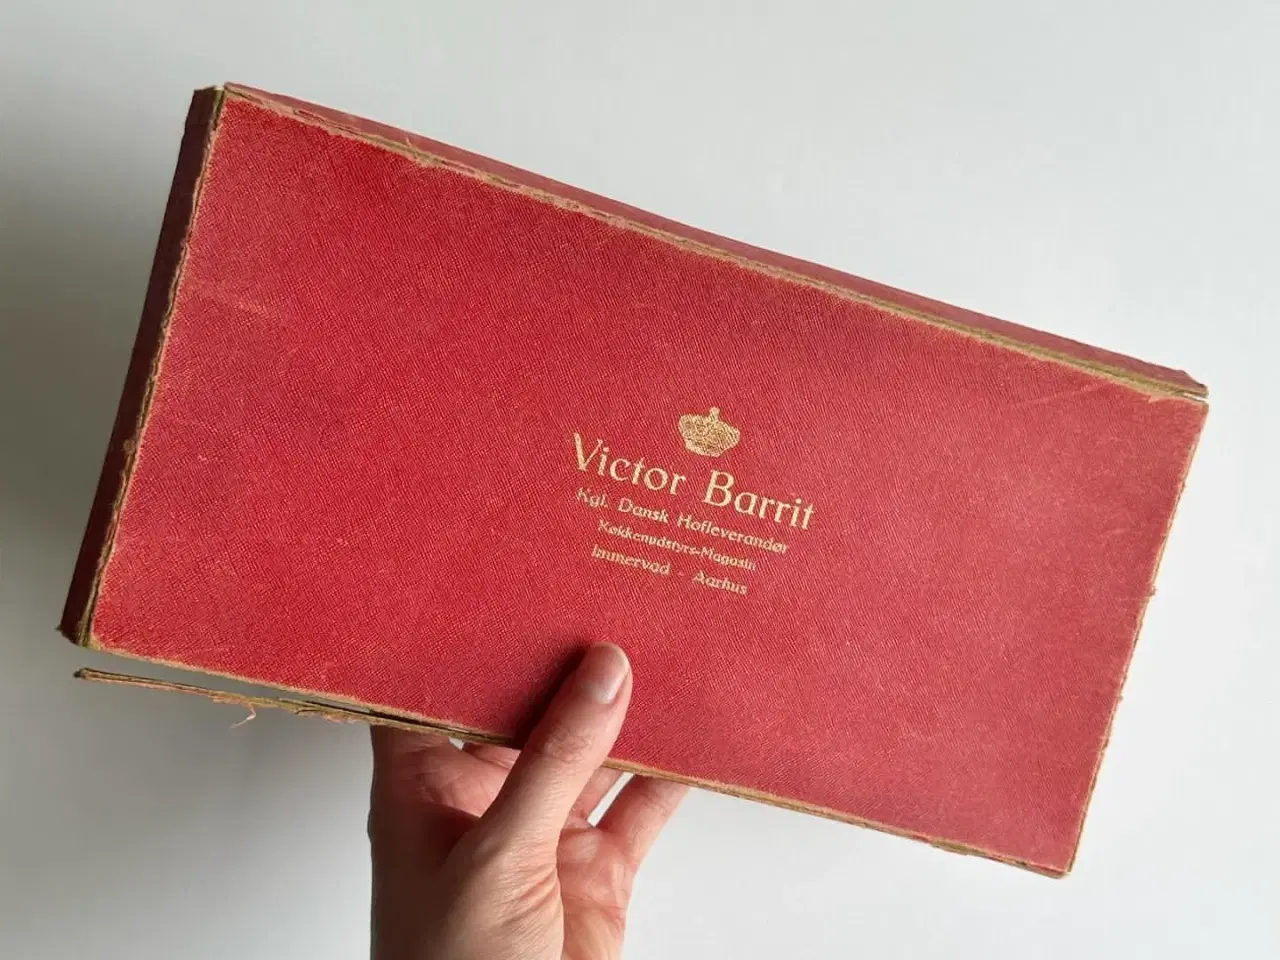 Victor Barrit
Kgl. Dansk Hofleverandør
Køkkenudstyrs-Magasin
Immervad - Aarhus